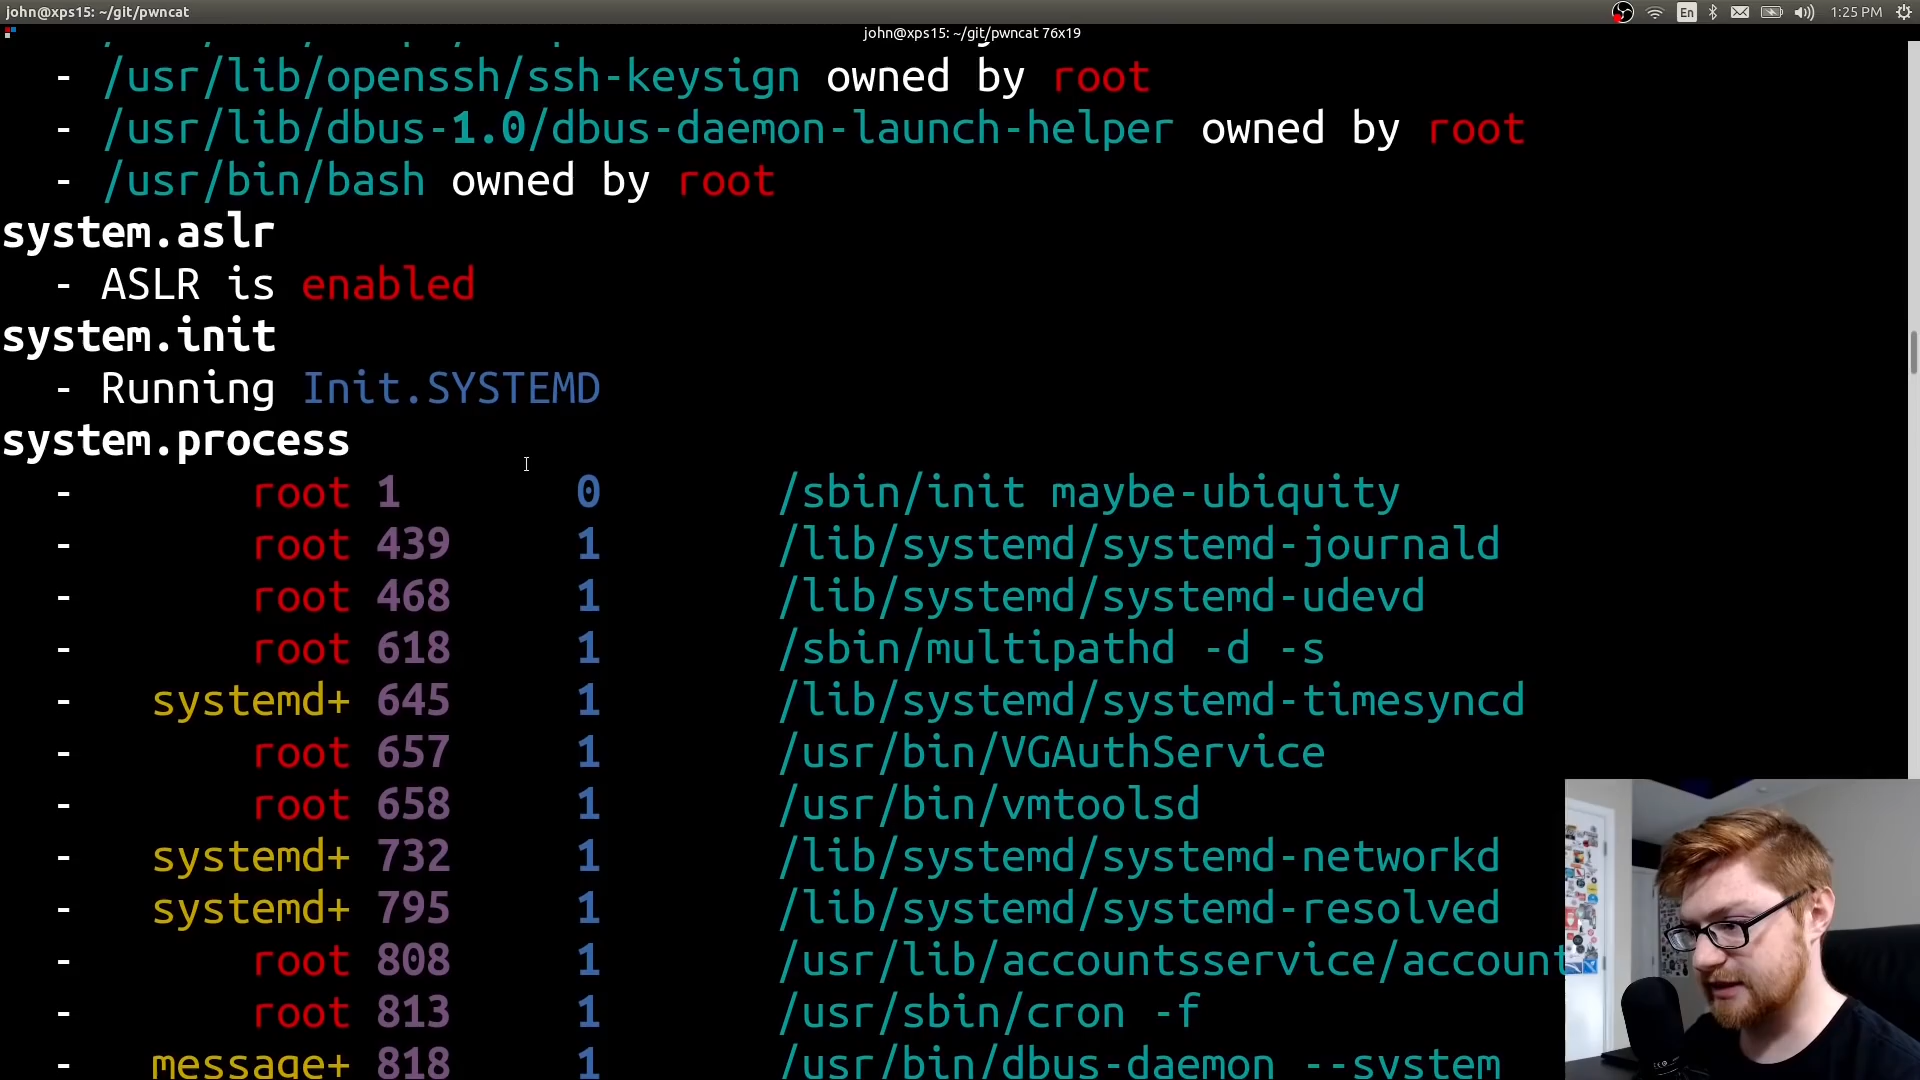 john@xps15: ~/git/pwncat
En
1:25 PM
john@xps15: ~/git/pwncat 76x19
- /usr/lib/openssh/ssh-keysign owned by root
- /usr/lib/dbus-1.0/dbus-daemon-launch-helper owned by root
- /usr/bin/bash owned by root
system.aslr
- ASLR is enabled
system.init
- Running Init.SYSTEMD
system.process
- root 1 0 /sbin/init maybe-ubiquity
- root 439 1 /lib/systemd/systemd-journald
- root 468 1 /lib/systemd/systemd-udevd
- root 618 1 /sbin/multipathd -d -s
- systemd+ 645 1 /lib/systemd/systemd-timesyncd
- root 657 1 /usr/bin/VGAuthService
- root 658 1 /usr/bin/vmtoolsd
- systemd+ 732 1 /lib/systemd/systemd-networkd
- systemd+ 795 1 /lib/systemd/systemd-resolved
- root 808 1 /usr/lib/accountsservice/account
- root 813 1 /usr/sbin/cron -f
- message+ 818 1 /usr/bin/dbus-daemon --system